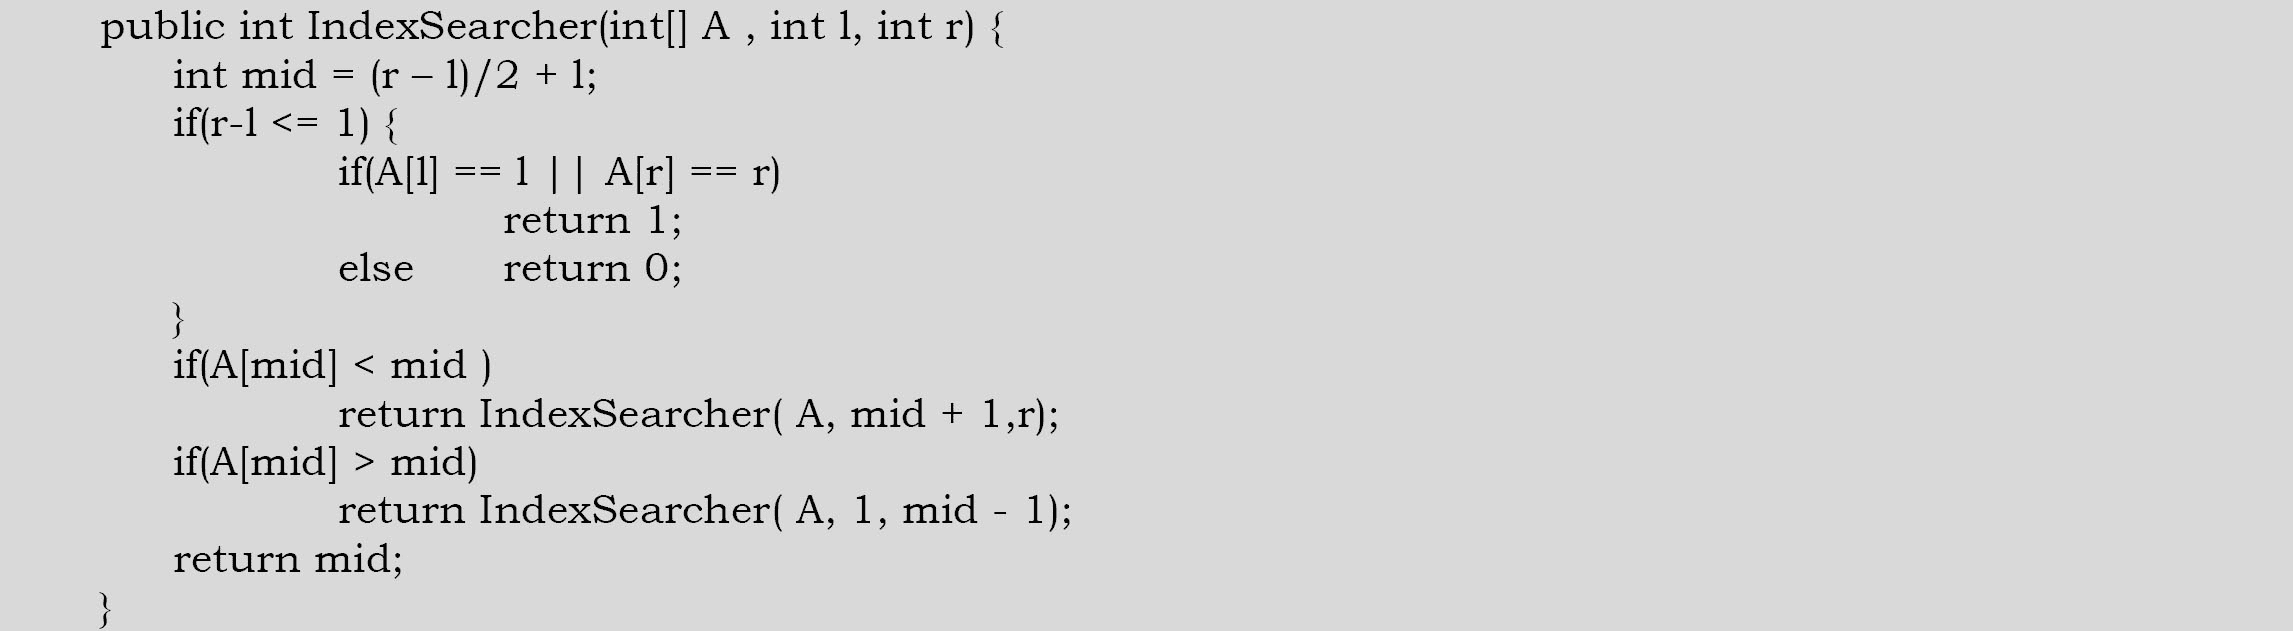 public int IndexSearcher(int[] A , int l, int r) {
int mid = (r – l)/2 + l;
if(r-l <= 1) {
if(A[l] == l || A[r] == r)
return 1;
else return 0;
}
if(A[mid] < mid )
return IndexSearcher( A, mid + 1,r);
if(A[mid] > mid)
return IndexSearcher( A, 1, mid - 1);
return mid;
}